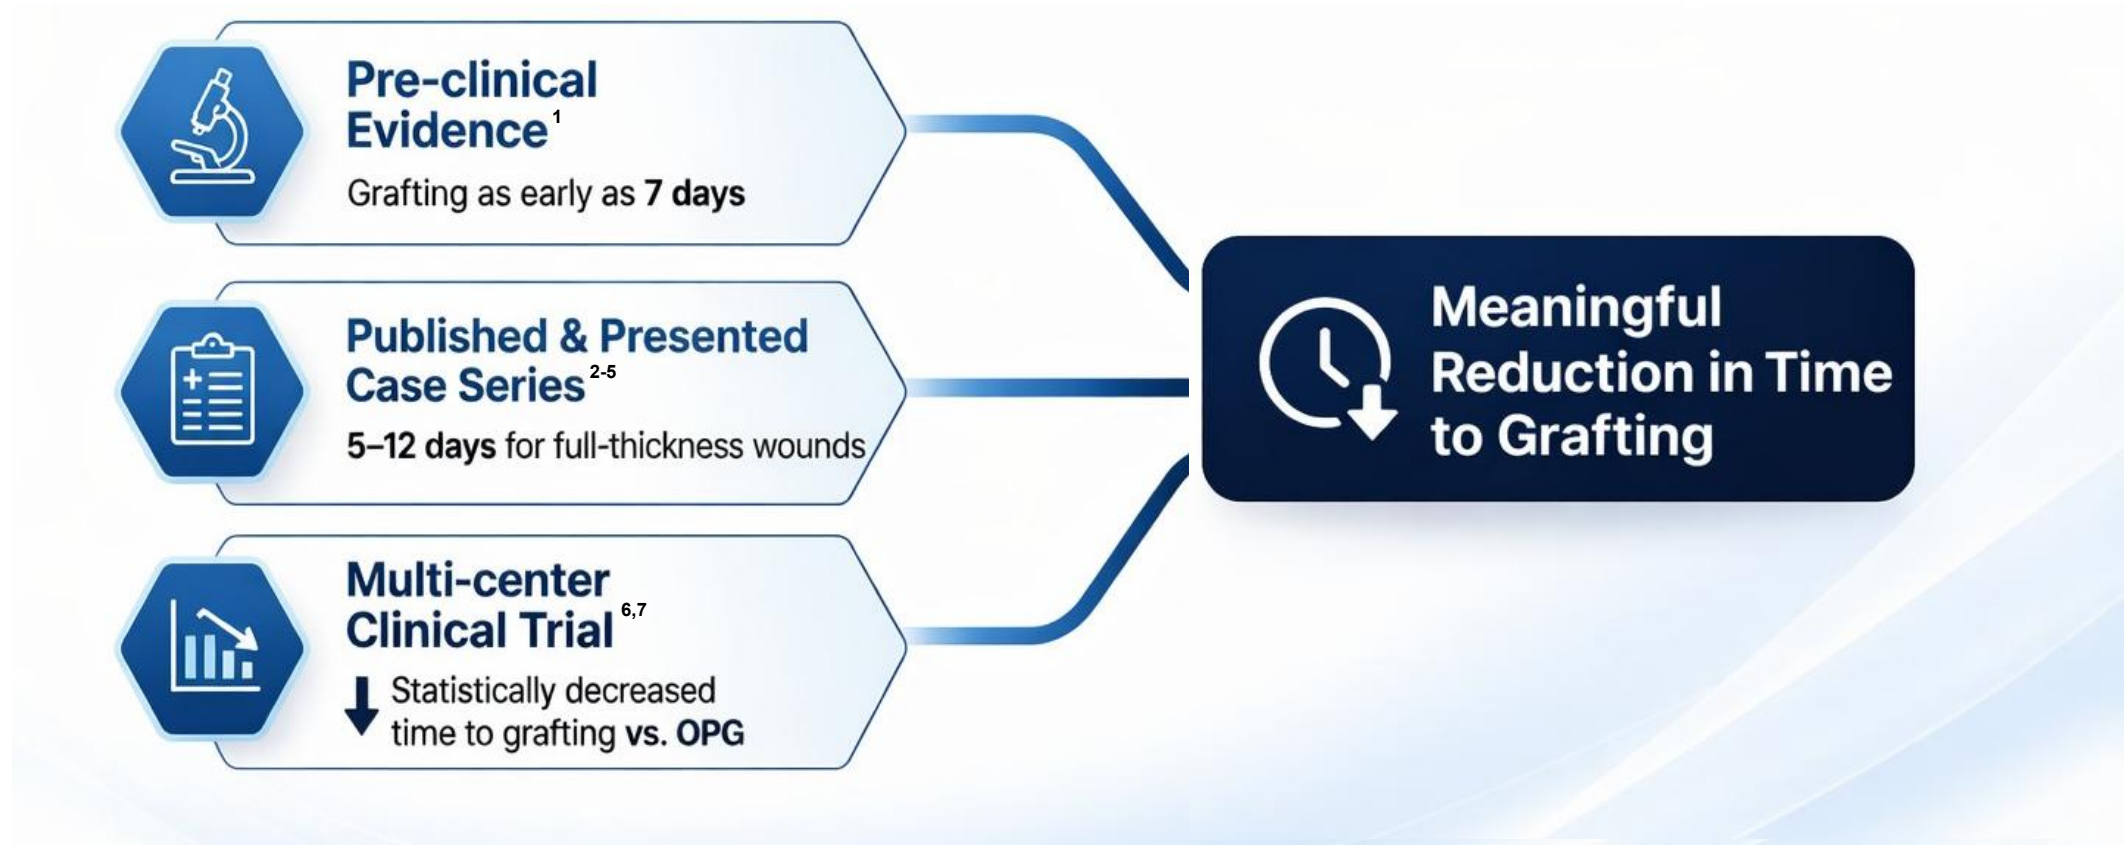 Pre-clinical
Evidence1
Grafting as early as 7 days
Published & Presented
Case Series2-5
5–12 days for full-thickness wounds
Multi-center
Clinical Trial6,7
Statistically decreased
time to grafting vs. OPG
Meaningful
Reduction in Time
to Grafting